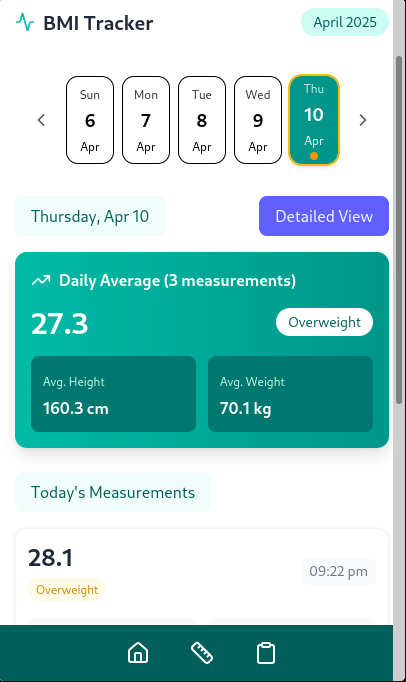 BMI Tracker
April 2025
Sun Mon Tue Wed Thu
6 7 8 9 10
Apr Apr Apr Apr Apr
Thursday, Apr 10
Detailed View
Daily Average (3 measurements)
27.3
Overweight
Avg. Height
160.3 cm
Avg. Weight
70.1 kg
Today's Measurements
28.1
09:22 pm
Overweight